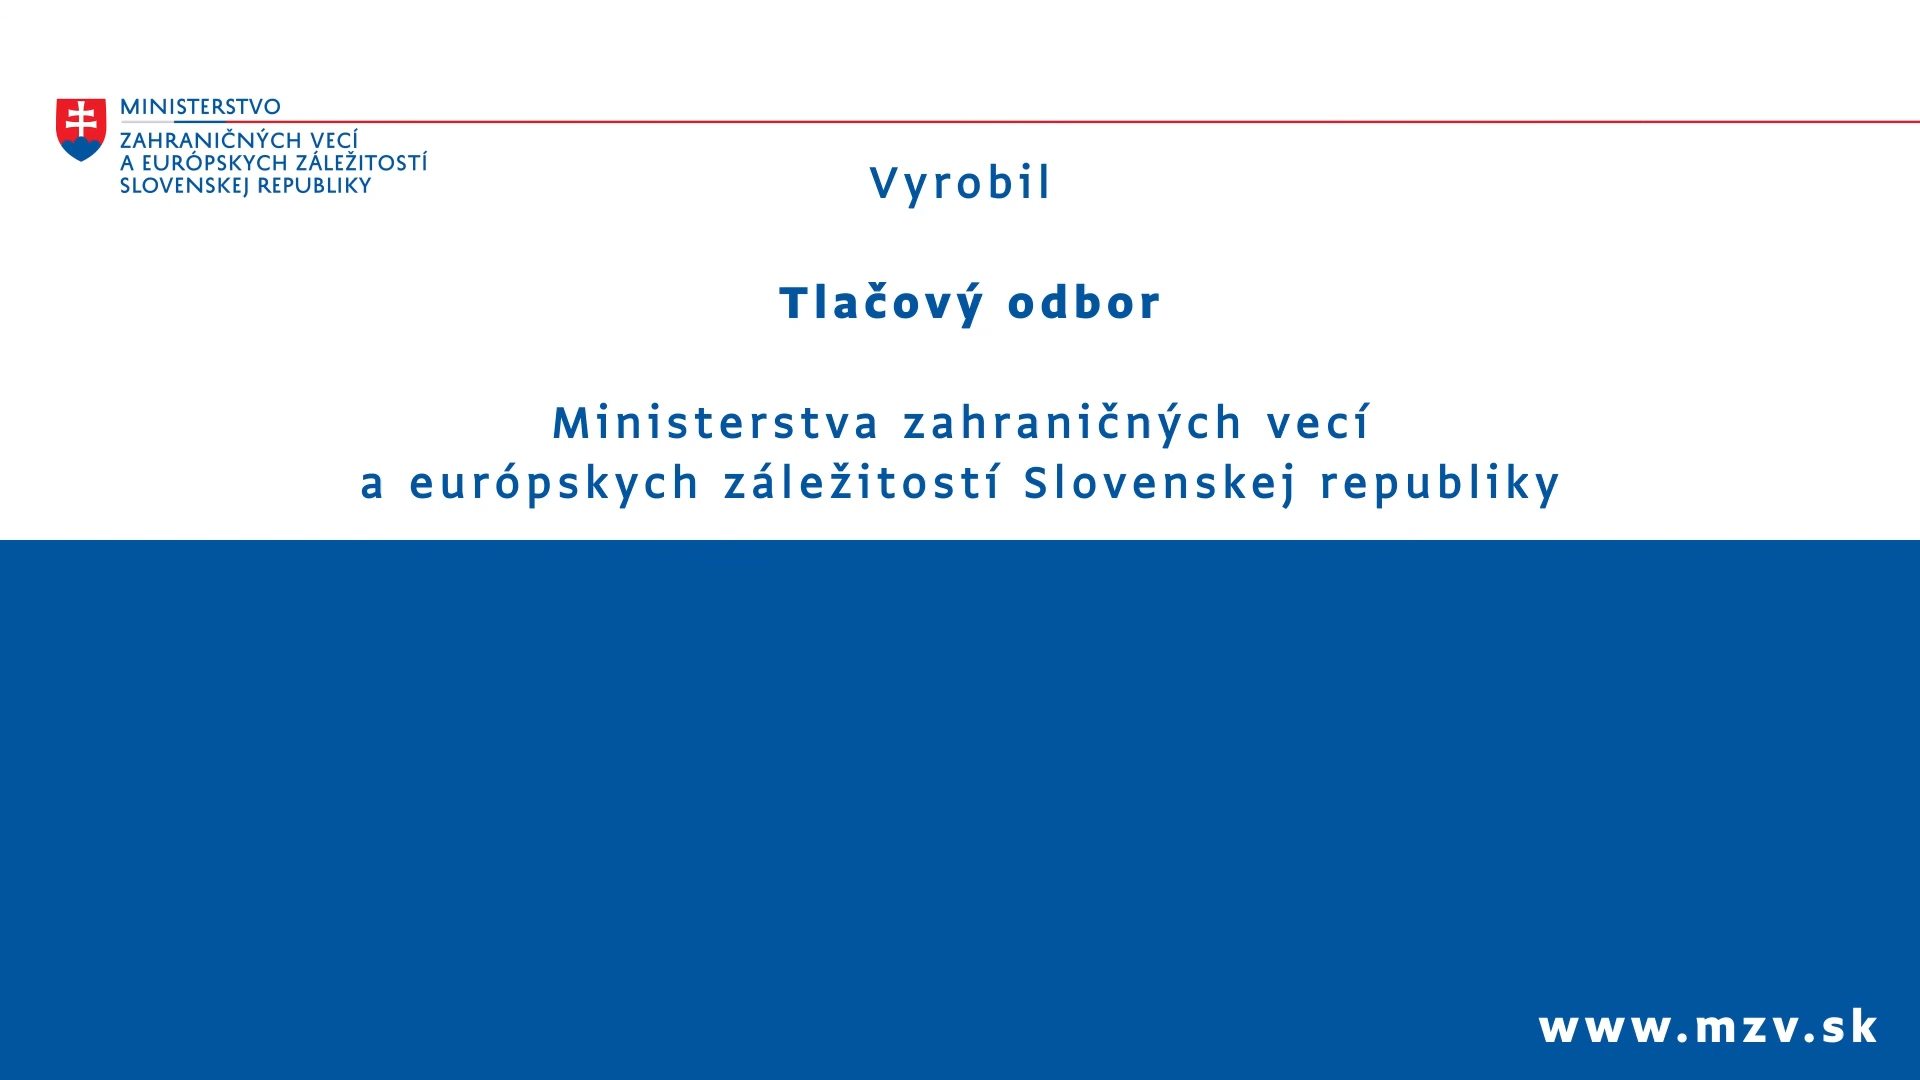 MINISTERSTVO
ZAHRANIČNÝCH VECÍ
A EURÓPSKYCH ZÁLEŽITOSTÍ
SLOVENSKEJ REPUBLIKY
Vyrobil
Tlačový odbor
Ministerstva zahraničných vecí
a európskych záležitostí Slovenskej republiky
www.mzv.sk